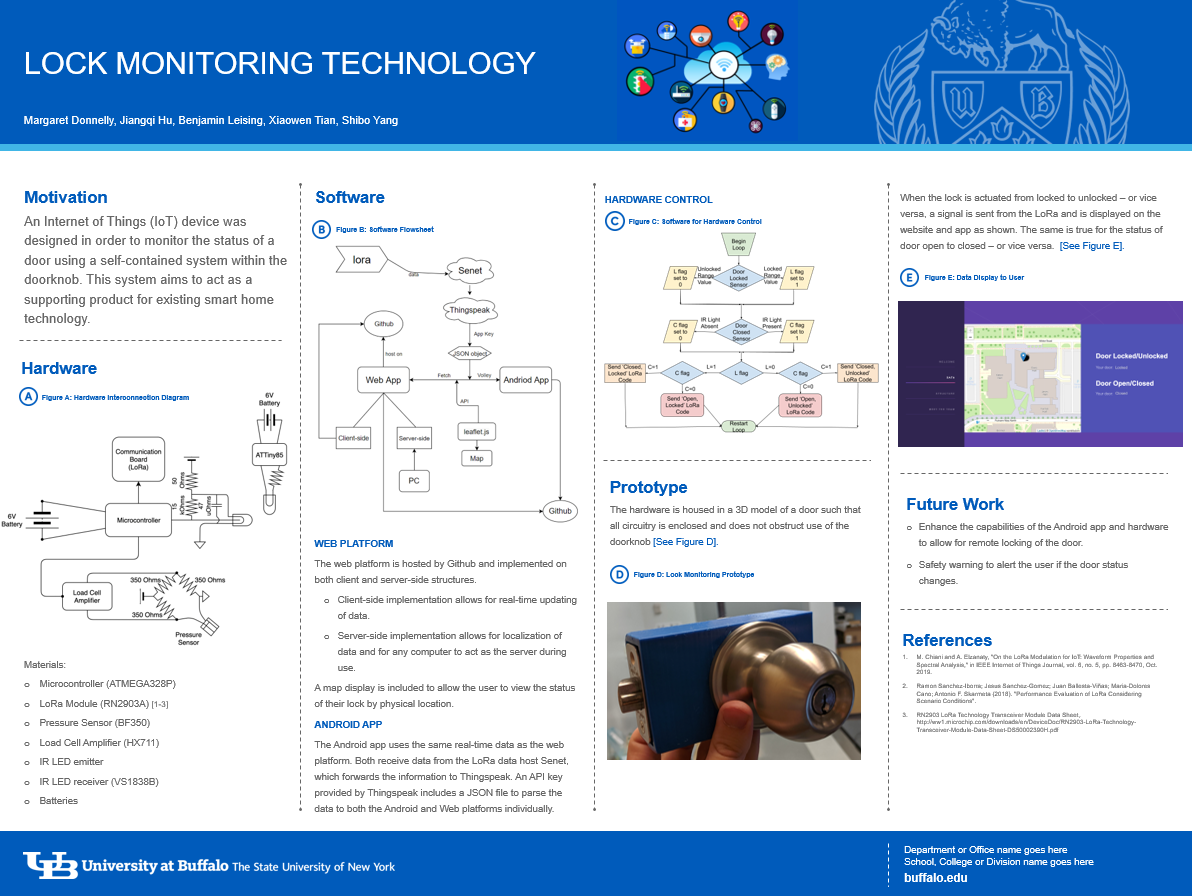 LOCK MONITORING TECHNOLOGY
Margaret Donnelly, Jiangqi Hu, Benjamin Leising, Xiaowen Tian, Shibo Yang
Motivation
An Internet of Things (IoT) device was
designed in order to monitor the status of a
door using a self-contained system within the
doorknob. This system aims to act as a
supporting product for existing smart home
technology.
Hardware
A Figure A: Hardware Interconnection Diagram
6V
Battery
ATTiny85
Communication
Board
(LoRa)
50
Ohms
15
kOhms
47
uOhms
6V
Battery
Microcontroller
Load Cell
Amplifier
350 Ohms
350 Ohms
350 Ohms
Pressure
Sensor
Materials:
o Microcontroller (ATMEGA328P)
o LoRa Module (RN2903A) [1-3]
o Pressure Sensor (BF350)
o Load Cell Amplifier (HX711)
o IR LED emitter
o IR LED receiver (VS1838B)
o Batteries
Software
B Figure B: Software Flowsheet
lora
data
Senet
Thingspeak
App Key
JSON object
Github
host on
Web App
Fetch
Volley
Andriod App
API
Client-side
Server-side
leaflet.js
Map
PC
Github
WEB PLATFORM
The web platform is hosted by Github and implemented on
both client and server-side structures.
o Client-side implementation allows for real-time updating
of data.
o Server-side implementation allows for localization of
data and for any computer to act as the server during
use.
A map display is included to allow the user to view the status
of their lock by physical location.
ANDROID APP
The Android app uses the same real-time data as the web
platform. Both receive data from the LoRa data host Senet,
which forwards the information to Thingspeak. An API key
provided by Thingspeak includes a JSON file to parse the
data to both the Android and Web platforms individually.
HARDWARE CONTROL
C Figure C: Software for Hardware Control
Begin
Loop
L flag
set to
0
Unlocked
Range
Value
Door
Locked
Sensor
Locked
Range
Value
L flag
set to
1
C flag
set to
0
IR Light
Absent
Door
Closed
Sensor
IR Light
Present
C flag
set to
1
Send 'Closed,
Locked' LoRa
Code
C=1
C flag
L=1
L flag
L=0
C flag
C=1
Send 'Closed,
Unlocked'
LoRa Code
C=0
C=0
Send 'Open,
Locked' LoRa
Code
Send 'Open,
Unlocked'
LoRa Code
Restart
Loop
Prototype
The hardware is housed in a 3D model of a door such that
all circuitry is enclosed and does not obstruct use of the
doorknob [See Figure D].
D Figure D: Lock Monitoring Prototype
When the lock is actuated from locked to unlocked – or vice
versa, a signal is sent from the LoRa and is displayed on the
website and app as shown. The same is true for the status of
door open to closed – or vice versa. [See Figure E].
E Figure E: Data Display to User
Door Locked/Unlocked
Door Open/Closed
Future Work
o Enhance the capabilities of the Android app and hardware
to allow for remote locking of the door.
o Safety warning to alert the user if the door status
changes.
References
1. M. Chiani and A. Elzanaty, "On the LoRa Modulation for IoT: Waveform Properties and
Spectral Analysis," in IEEE Internet of Things Journal, vol. 6, no. 5, pp. 8463-8470, Oct.
2019.
2. Ramon Sanchez-Iborra; Jesus Sanchez-Gomez; Juan Ballesta-Viñas; Maria-Dolores
Cano; Antonio F. Skarmeta (2018). "Performance Evaluation of LoRa Considering
Scenario Conditions".
3. RN2903 LoRa Technology Transceiver Module Data Sheet,
http://ww1.microchip.com/downloads/en/DeviceDoc/RN2903-LoRa-Technology-
Transceiver-Module-Data-Sheet-DS50002390H.pdf
UB University at Buffalo The State University of New York
Department or Office name goes here
School, College or Division name goes here
buffalo.edu